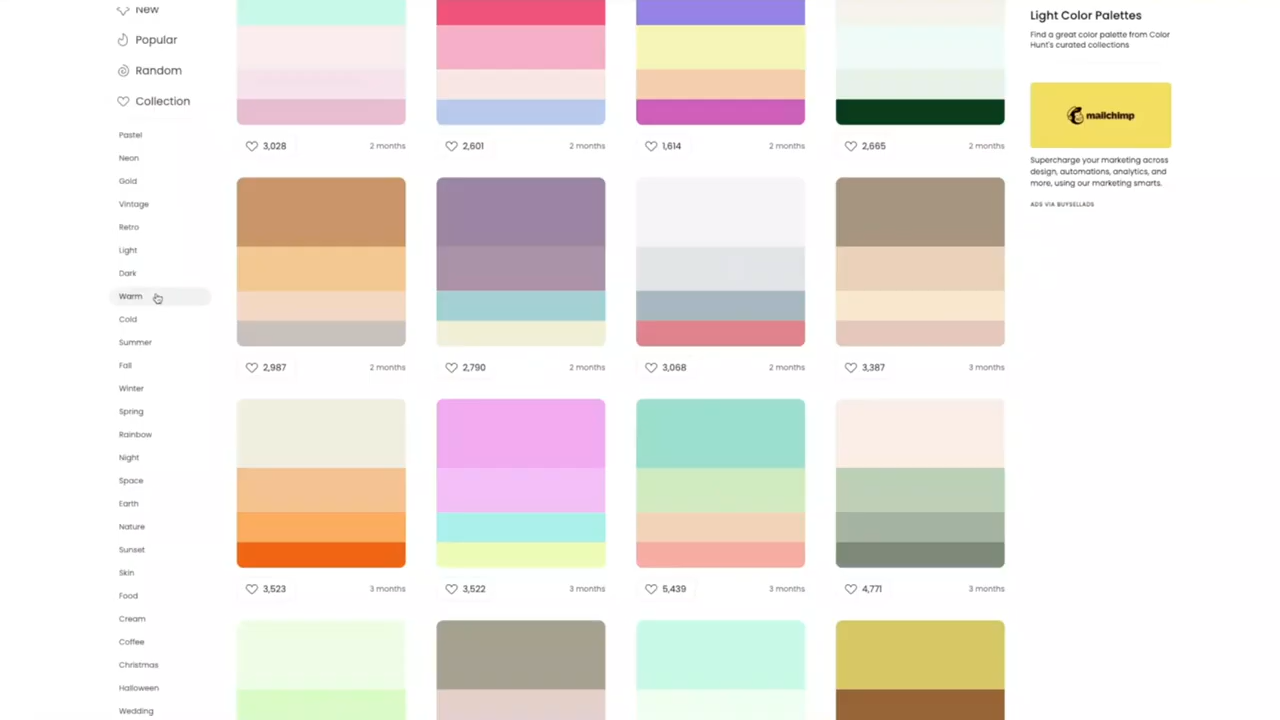 New
Popular
Random
Collection
Pastel
Neon
Gold
Vintage
Retro
Light
Dark
Warm
Cold
Summer
Fall
Winter
Spring
Rainbow
Night
Space
Earth
Nature
Sunset
Skin
Food
Cream
Coffee
Christmas
Halloween
Wedding
3,028 2 months
2,601 2 months
1,614 2 months
2,665 2 months
2,987 2 months
2,790 2 months
3,068 2 months
3,387 3 months
3,523 3 months
3,522 3 months
5,439 3 months
4,771 3 months
Light Color Palettes
Find a great color palette from Color
Hunt's curated collections
mailchimp
Supercharge your marketing across
design, automations, analytics, and
more, using our marketing smarts.
ADS VIA BUYSELLADS